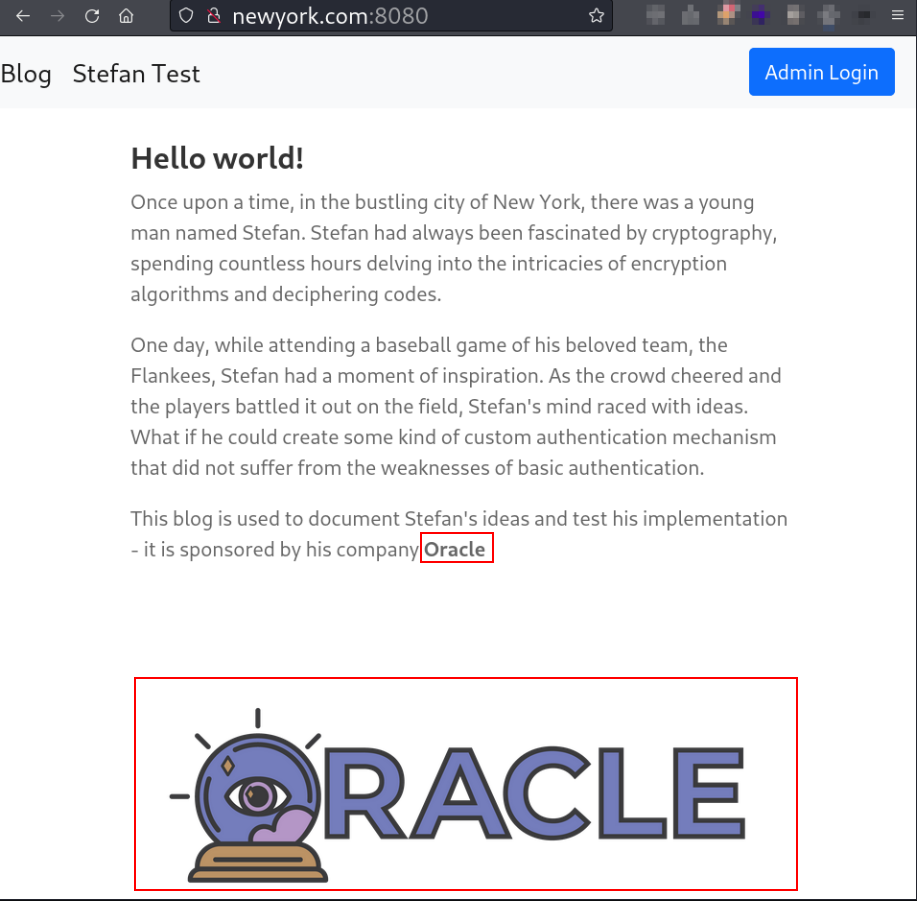 newyork.com:8080
Blog Stefan Test Admin Login
Hello world!
Once upon a time, in the bustling city of New York, there was a young
man named Stefan. Stefan had always been fascinated by cryptography,
spending countless hours delving into the intricacies of encryption
algorithms and deciphering codes.
One day, while attending a baseball game of his beloved team, the
Flankees, Stefan had a moment of inspiration. As the crowd cheered and
the players battled it out on the field, Stefan's mind raced with ideas.
What if he could create some kind of custom authentication mechanism
that did not suffer from the weaknesses of basic authentication.
This blog is used to document Stefan's ideas and test his implementation
- it is sponsored by his company Oracle
ORACLE